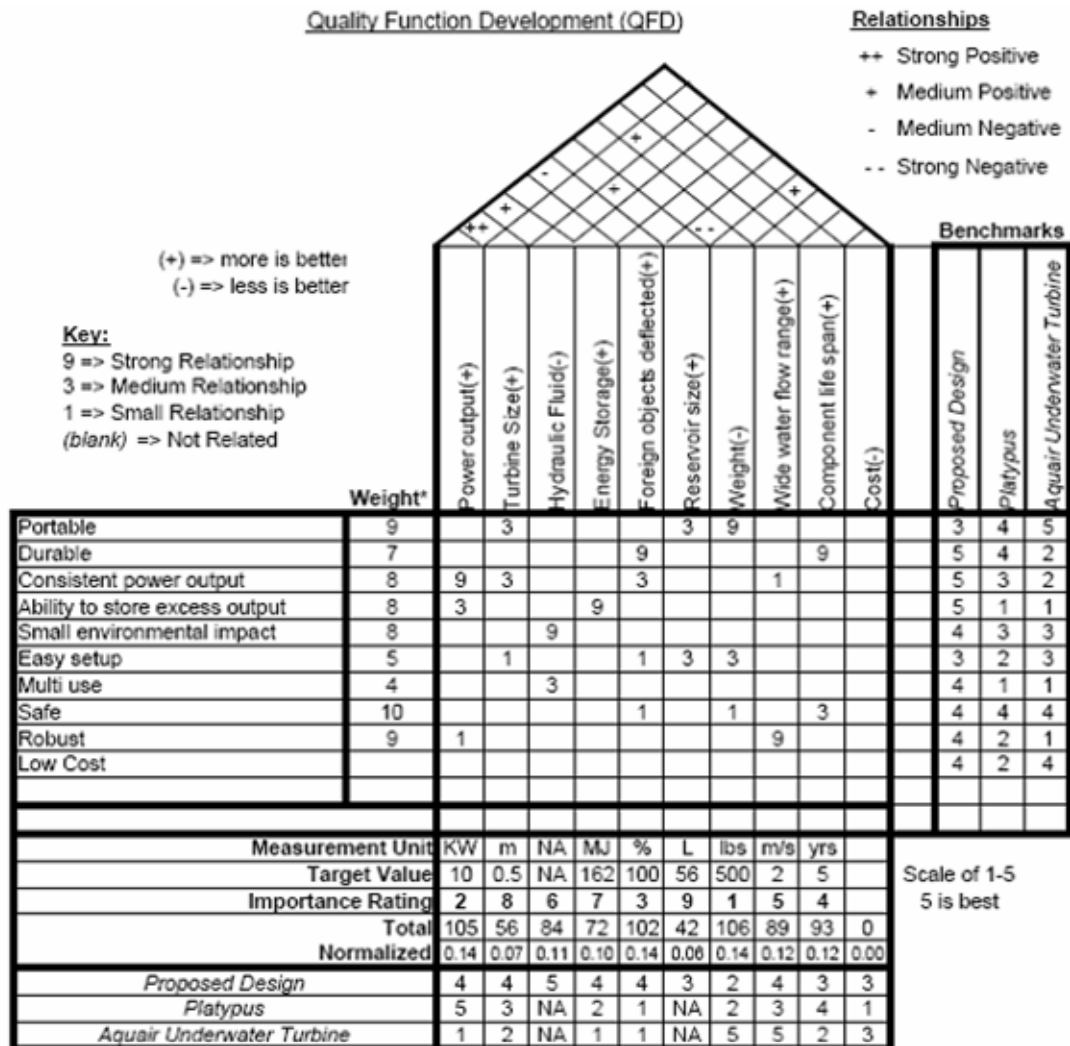 Quality Function Development (QFD)
Relationships
++ Strong Positive
+ Medium Positive
- Medium Negative
- - Strong Negative
+
-
+
+
+
++
- -
Benchmarks
(+) => more is better
(-) => less is better
Key:
9 => Strong Relationship
3 => Medium Relationship
1 => Small Relationship
(blank) => Not Related
Weight*
Power output(+)
Turbine Size(+)
Hydraulic Fluid(-)
Energy Storage(+)
Foreign objects deflected(+)
Reservoir size(+)
Weight(-)
Wide water flow range(+)
Component life span(+)
Cost(-)
Proposed Design
Platypus
Aquair Underwater Turbine
Portable 9 3 3 9 3 4 5
Durable 7 9 9 5 4 2
Consistent power output 8 9 3 3 1 5 3 2
Ability to store excess output 8 3 9 5 1 1
Small environmental impact 8 9 4 3 3
Easy setup 5 1 1 3 3 3 2 3
Multi use 4 3 4 1 1
Safe 10 1 1 3 4 4 4
Robust 9 1 9 4 2 1
Low Cost 4 2 4
Measurement Unit KW m NA MJ % L lbs m/s yrs
Target Value 10 0.5 NA 162 100 56 500 2 5
Importance Rating 2 8 6 7 3 9 1 5 4
Total 105 56 84 72 102 42 106 89 93 0
Normalized 0.14 0.07 0.11 0.10 0.14 0.06 0.14 0.12 0.12 0.00
Scale of 1-5
5 is best
Proposed Design 4 4 5 4 4 3 2 4 3 3
Platypus 5 3 NA 2 1 NA 2 3 4 1
Aquair Underwater Turbine 1 2 NA 1 1 NA 5 5 2 3